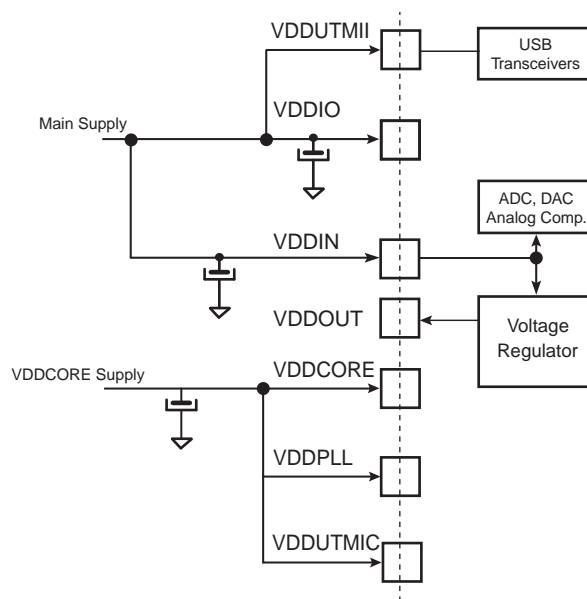 VDDUTMII
USB
Transceivers
VDDIO
Main Supply
ADC, DAC
Analog Comp.
VDDIN
VDDOUT
Voltage
Regulator
VDDCORE
VDDCORE Supply
VDDPLL
VDDUTMIC